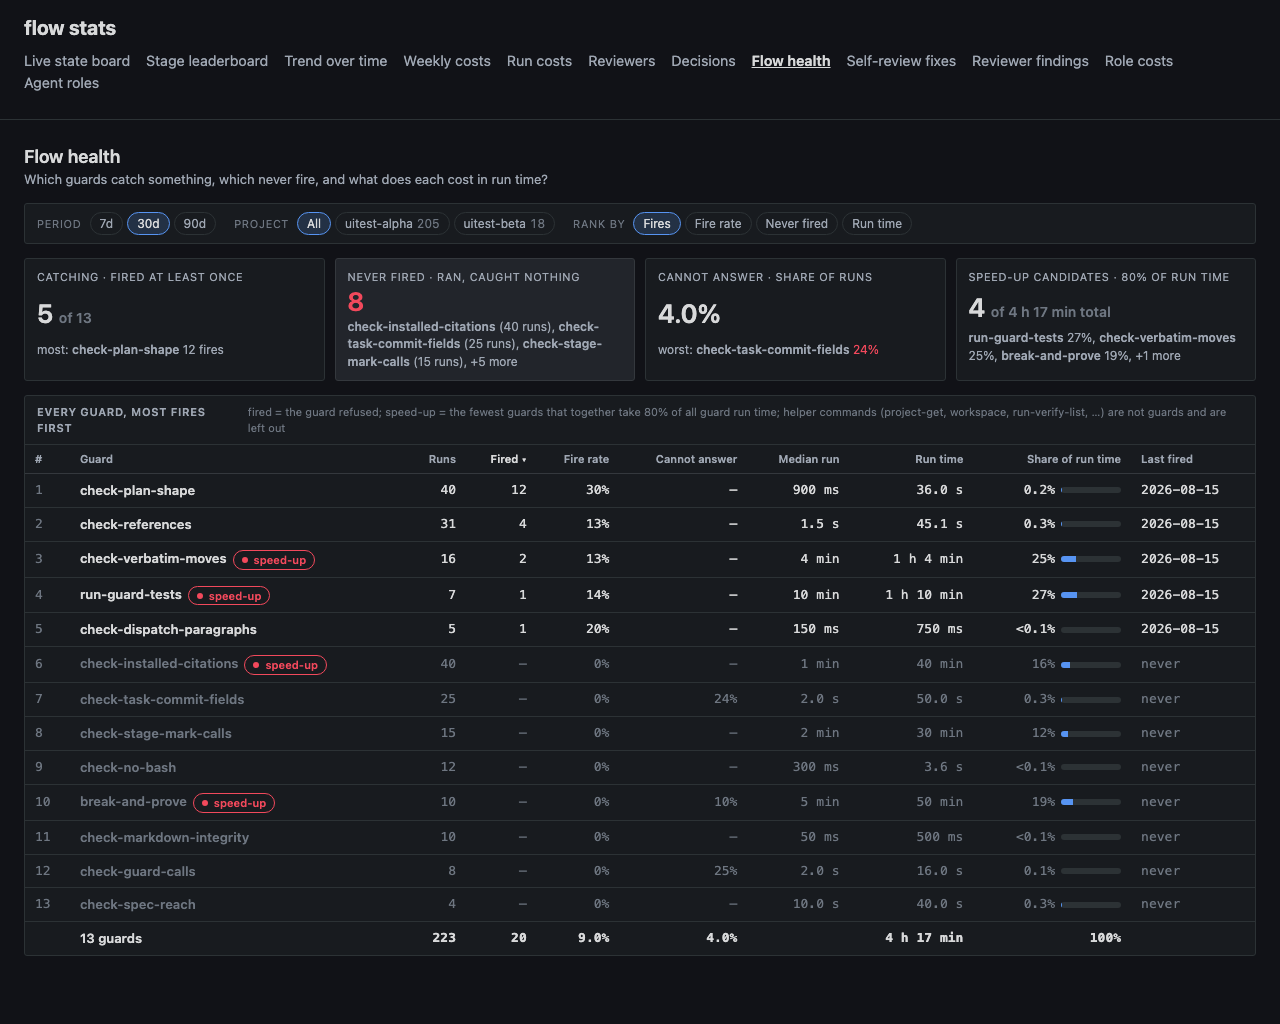 flow stats
Live state board Stage leaderboard Trend over time Weekly costs Run costs Reviewers Decisions Flow health Self-review fixes Reviewer findings Role costs
Agent roles
Flow health
Which guards catch something, which never fire, and what does each cost in run time?
PERIOD 7d 30d 90d PROJECT All uitest-alpha 205 uitest-beta 18 RANK BY Fires Fire rate Never fired Run time
CATCHING · FIRED AT LEAST ONCE
5 of 13
most: check-plan-shape 12 fires
NEVER FIRED · RAN, CAUGHT NOTHING
8
check-installed-citations (40 runs), check-
task-commit-fields (25 runs), check-stage-
mark-calls (15 runs), +5 more
CANNOT ANSWER · SHARE OF RUNS
4.0%
worst: check-task-commit-fields 24%
SPEED-UP CANDIDATES · 80% OF RUN TIME
4 of 4 h 17 min total
run-guard-tests 27%, check-verbatim-moves
25%, break-and-prove 19%, +1 more
EVERY GUARD, MOST FIRES
FIRST
fired = the guard refused; speed-up = the fewest guards that together take 80% of all guard run time; helper commands (project-get, workspace, run-verify-list, …) are not guards and are
left out
# Guard Runs Fired ▾ Fire rate Cannot answer Median run Run time Share of run time Last fired
1 check-plan-shape 40 12 30% — 900 ms 36.0 s 0.2% 2026-08-15
2 check-references 31 4 13% — 1.5 s 45.1 s 0.3% 2026-08-15
3 check-verbatim-moves speed-up 16 2 13% — 4 min 1 h 4 min 25% 2026-08-15
4 run-guard-tests speed-up 7 1 14% — 10 min 1 h 10 min 27% 2026-08-15
5 check-dispatch-paragraphs 5 1 20% — 150 ms 750 ms <0.1% 2026-08-15
6 check-installed-citations speed-up 40 — 0% — 1 min 40 min 16% never
7 check-task-commit-fields 25 — 0% 24% 2.0 s 50.0 s 0.3% never
8 check-stage-mark-calls 15 — 0% — 2 min 30 min 12% never
9 check-no-bash 12 — 0% — 300 ms 3.6 s <0.1% never
10 break-and-prove speed-up 10 — 0% 10% 5 min 50 min 19% never
11 check-markdown-integrity 10 — 0% — 50 ms 500 ms <0.1% never
12 check-guard-calls 8 — 0% 25% 2.0 s 16.0 s 0.1% never
13 check-spec-reach 4 — 0% — 10.0 s 40.0 s 0.3% never
13 guards 223 20 9.0% 4.0% 4 h 17 min 100%